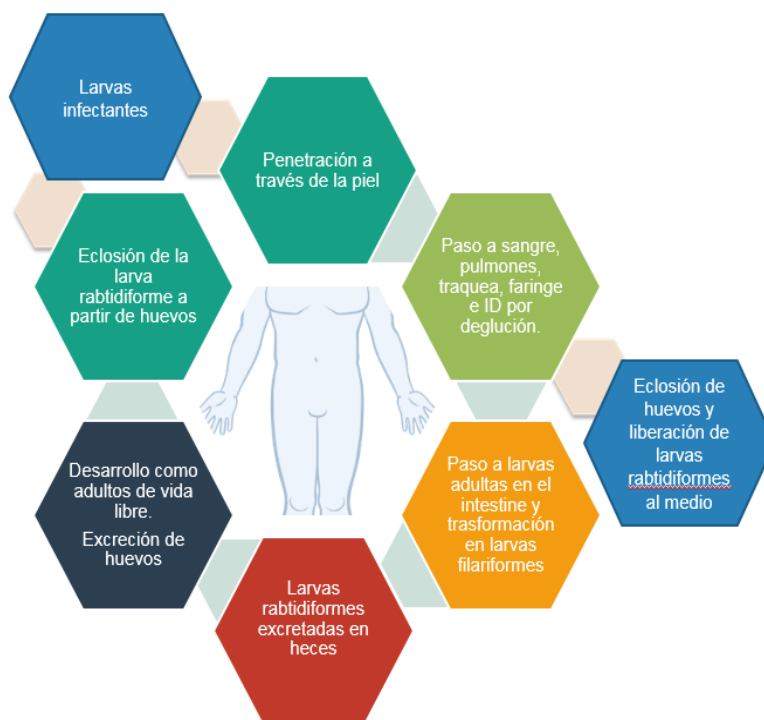 Larvas
infectantes
Penetración a
través de la piel
Eclosión de la
larva
rabtidiforme a
partir de huevos
Paso a sangre,
pulmones,
traquea, faringe
e ID por
deglución.
Eclosión de
huevos y
liberación de
larvas
rabtidiformes
al medio
Desarrollo como
adultos de vida
libre.
Excreción de
huevos
Paso a larvas
adultas en el
intestine y
trasformación
en larvas
filariformes
Larvas
rabtidiformes
excretadas en
heces